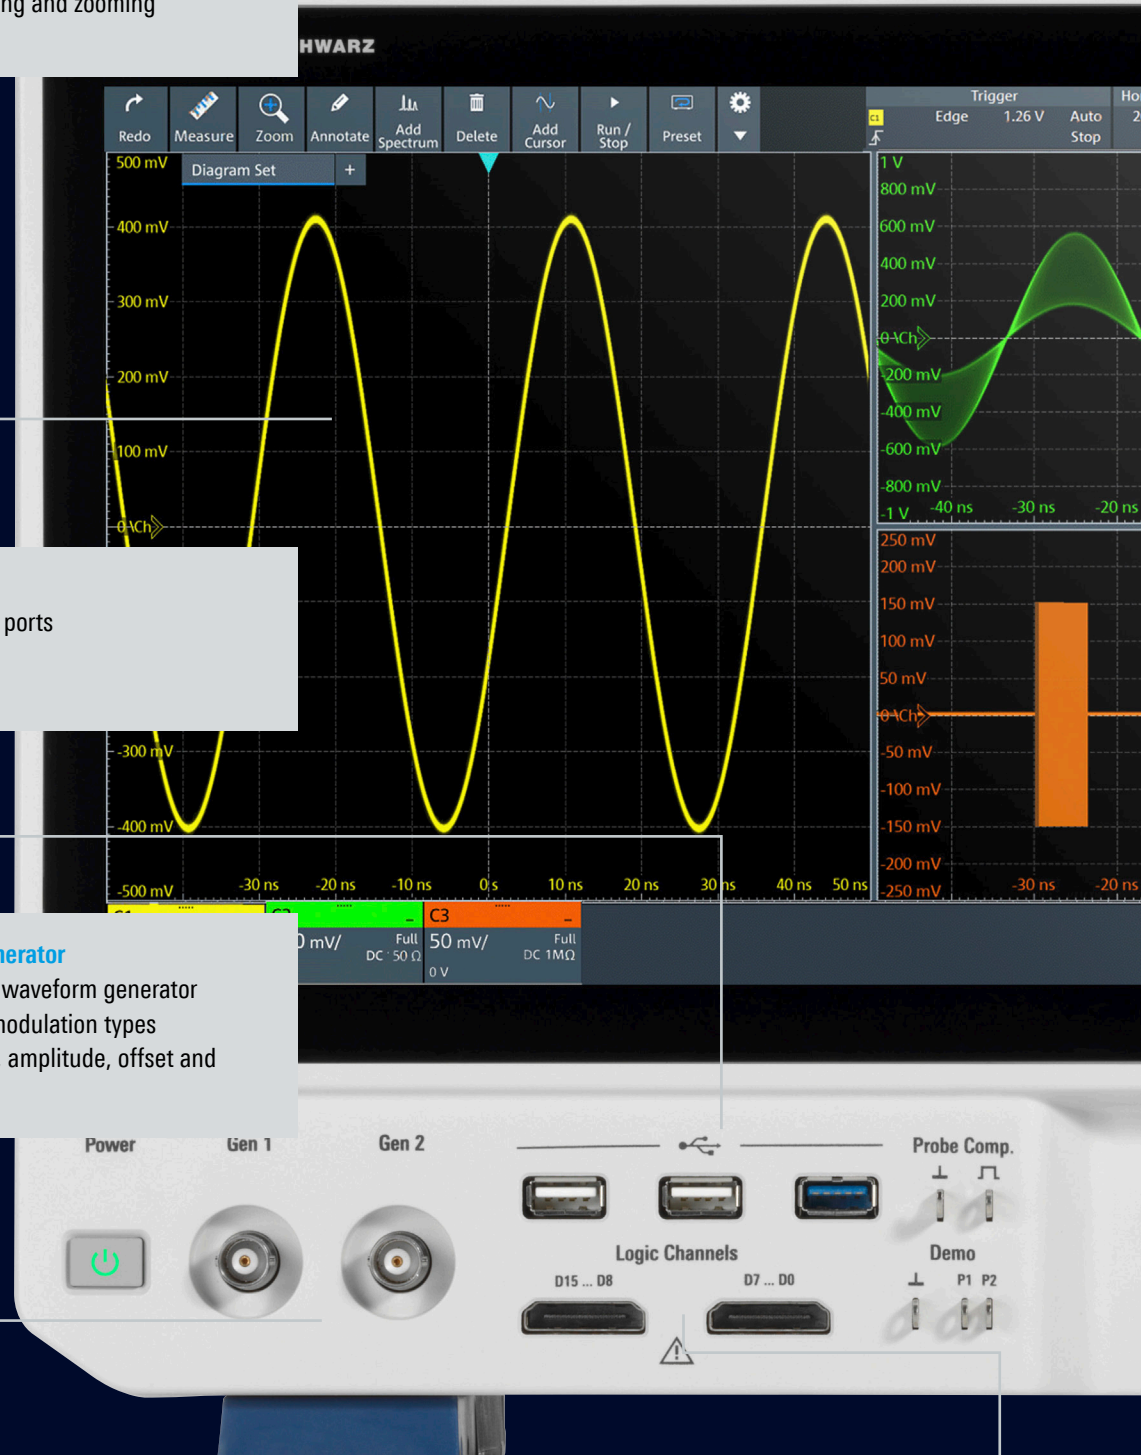 ng and zooming
HWARZ
Redo
Measure
Zoom
Annotate
Add Spectrum
Delete
Add Cursor
Run / Stop
Preset
Trigger
C1
Edge
1.26 V
Auto
Stop
Diagram Set
+
500 mV
400 mV
300 mV
200 mV
100 mV
-300 mV
-400 mV
-500 mV
-30 ns
-20 ns
-10 ns
0 s
10 ns
20 ns
30 ns
40 ns
50 ns
1 V
800 mV
600 mV
400 mV
200 mV
-200 mV
-400 mV
-600 mV
-800 mV
-1 V
-40 ns
-30 ns
-20 ns
250 mV
200 mV
150 mV
100 mV
50 mV
-50 mV
-100 mV
-150 mV
-200 mV
-250 mV
-30 ns
-20 ns
ports
C3
0 mV/
Full
DC 50 Ω
50 mV/
Full
DC 1MΩ
0 V
nerator
waveform generator
modulation types
amplitude, offset and
Power
Gen 1
Gen 2
Probe Comp.
Logic Channels
D15 ... D8
D7 ... D0
Demo
P1 P2